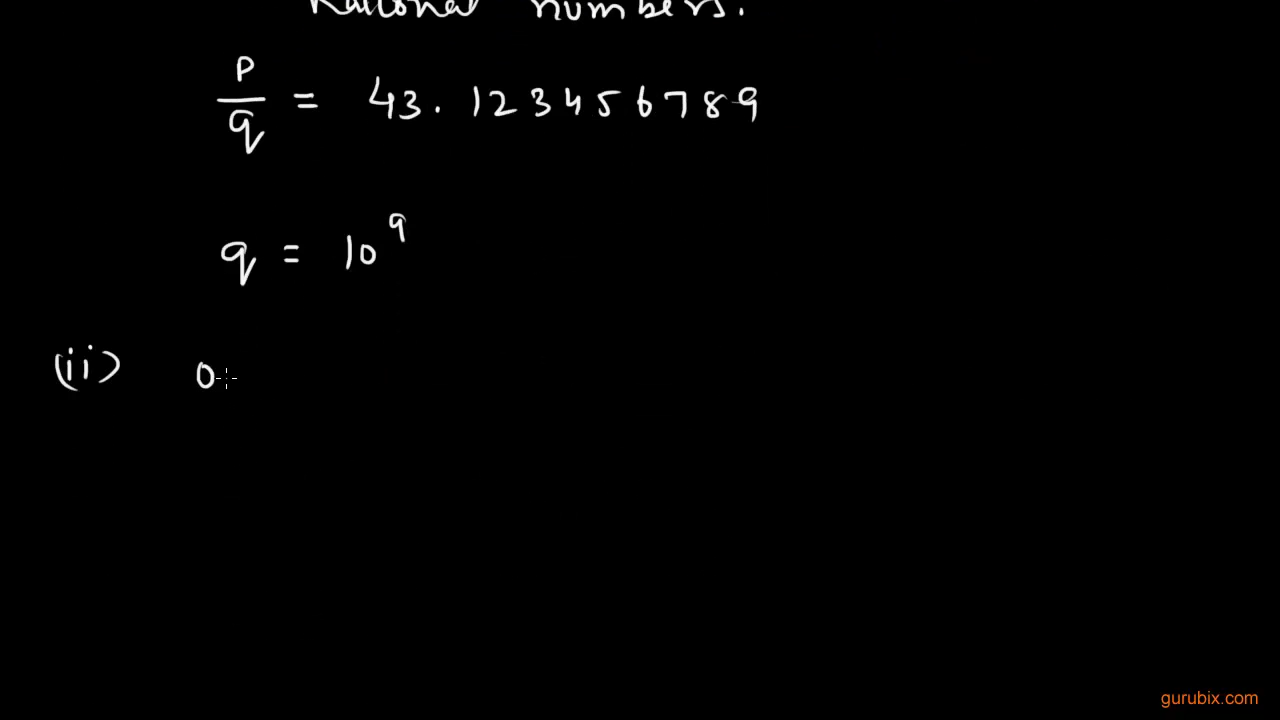 Rational numbers.
p/q = 43.123456789
q = 10^9
(ii) 0
gurubix.com